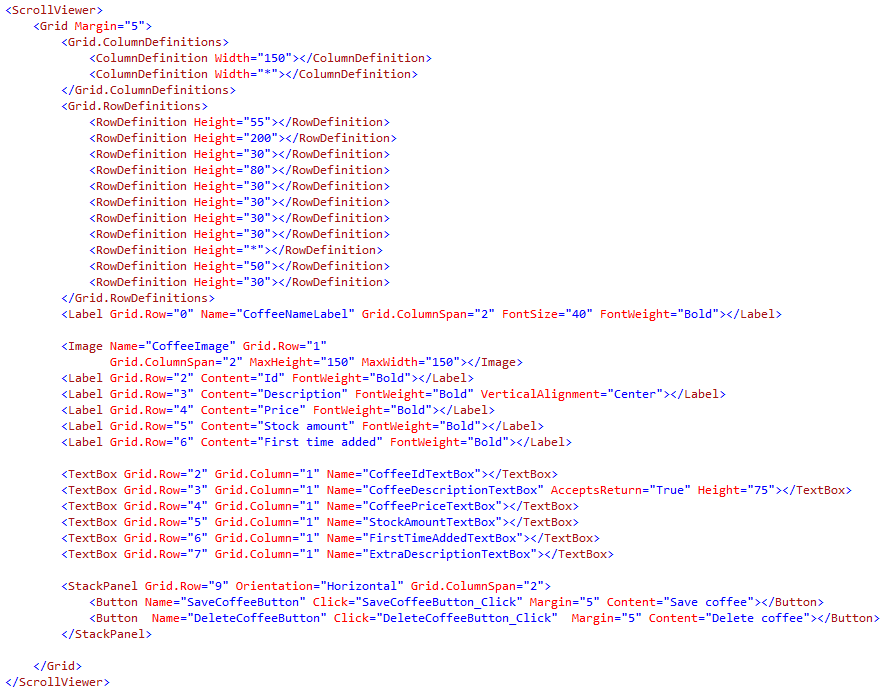 <ScrollViewer>
    <Grid Margin="5">
        <Grid.ColumnDefinitions>
            <ColumnDefinition Width="150"></ColumnDefinition>
            <ColumnDefinition Width="*"></ColumnDefinition>
        </Grid.ColumnDefinitions>
        <Grid.RowDefinitions>
            <RowDefinition Height="55"></RowDefinition>
            <RowDefinition Height="200"></RowDefinition>
            <RowDefinition Height="30"></RowDefinition>
            <RowDefinition Height="80"></RowDefinition>
            <RowDefinition Height="30"></RowDefinition>
            <RowDefinition Height="30"></RowDefinition>
            <RowDefinition Height="30"></RowDefinition>
            <RowDefinition Height="30"></RowDefinition>
            <RowDefinition Height="*"></RowDefinition>
            <RowDefinition Height="50"></RowDefinition>
            <RowDefinition Height="30"></RowDefinition>
        </Grid.RowDefinitions>
        <Label Grid.Row="0" Name="CoffeeNameLabel" Grid.ColumnSpan="2" FontSize="40" FontWeight="Bold"></Label>

        <Image Name="CoffeeImage" Grid.Row="1"
               Grid.ColumnSpan="2" MaxHeight="150" MaxWidth="150"></Image>
        <Label Grid.Row="2" Content="Id" FontWeight="Bold"></Label>
        <Label Grid.Row="3" Content="Description" FontWeight="Bold" VerticalAlignment="Center"></Label>
        <Label Grid.Row="4" Content="Price" FontWeight="Bold"></Label>
        <Label Grid.Row="5" Content="Stock amount" FontWeight="Bold"></Label>
        <Label Grid.Row="6" Content="First time added" FontWeight="Bold"></Label>

        <TextBox Grid.Row="2" Grid.Column="1" Name="CoffeeIdTextBox"></TextBox>
        <TextBox Grid.Row="3" Grid.Column="1" Name="CoffeeDescriptionTextBox" AcceptsReturn="True" Height="75"></TextBox>
        <TextBox Grid.Row="4" Grid.Column="1" Name="CoffePriceTextBox"></TextBox>
        <TextBox Grid.Row="5" Grid.Column="1" Name="StockAmountTextBox"></TextBox>
        <TextBox Grid.Row="6" Grid.Column="1" Name="FirstTimeAddedTextBox"></TextBox>
        <TextBox Grid.Row="7" Grid.Column="1" Name="ExtraDescriptionTextBox"></TextBox>

        <StackPanel Grid.Row="9" Orientation="Horizontal" Grid.ColumnSpan="2">
            <Button Name="SaveCoffeeButton" Click="SaveCoffeeButton_Click" Margin="5" Content="Save coffee"></Button>
            <Button  Name="DeleteCoffeeButton" Click="DeleteCoffeeButton_Click"  Margin="5" Content="Delete coffee"></Button>
        </StackPanel>

    </Grid>
</ScrollViewer>